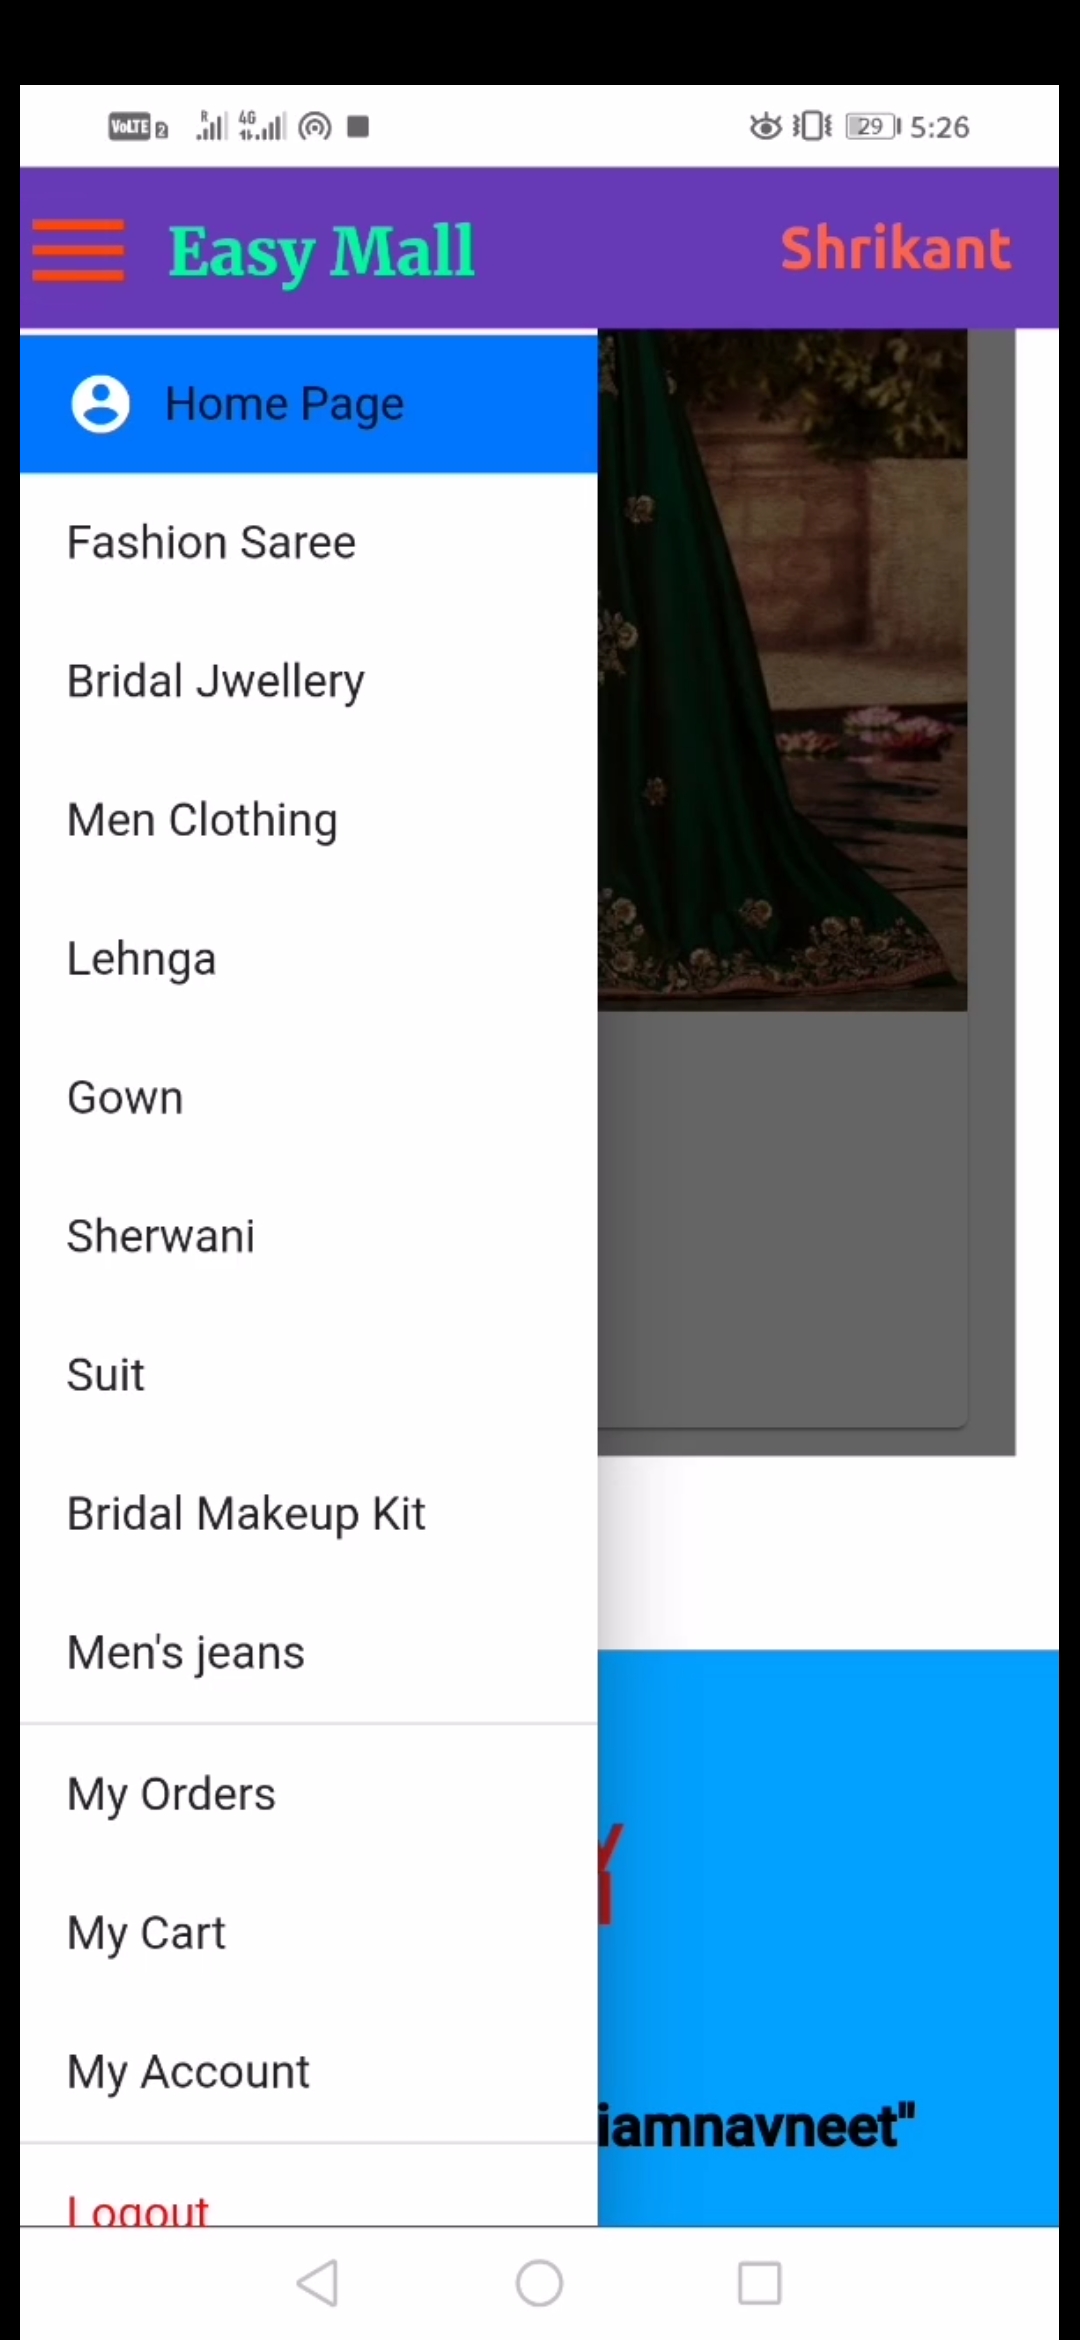 VoLTE 2 R 4G 29 5:26
Easy Mall Shrikant
Home Page
Fashion Saree
Bridal Jwellery
Men Clothing
Lehnga
Gown
Sherwani
Suit
Bridal Makeup Kit
Men's jeans
My Orders
My Cart
My Account
iamnavneet"
Logout